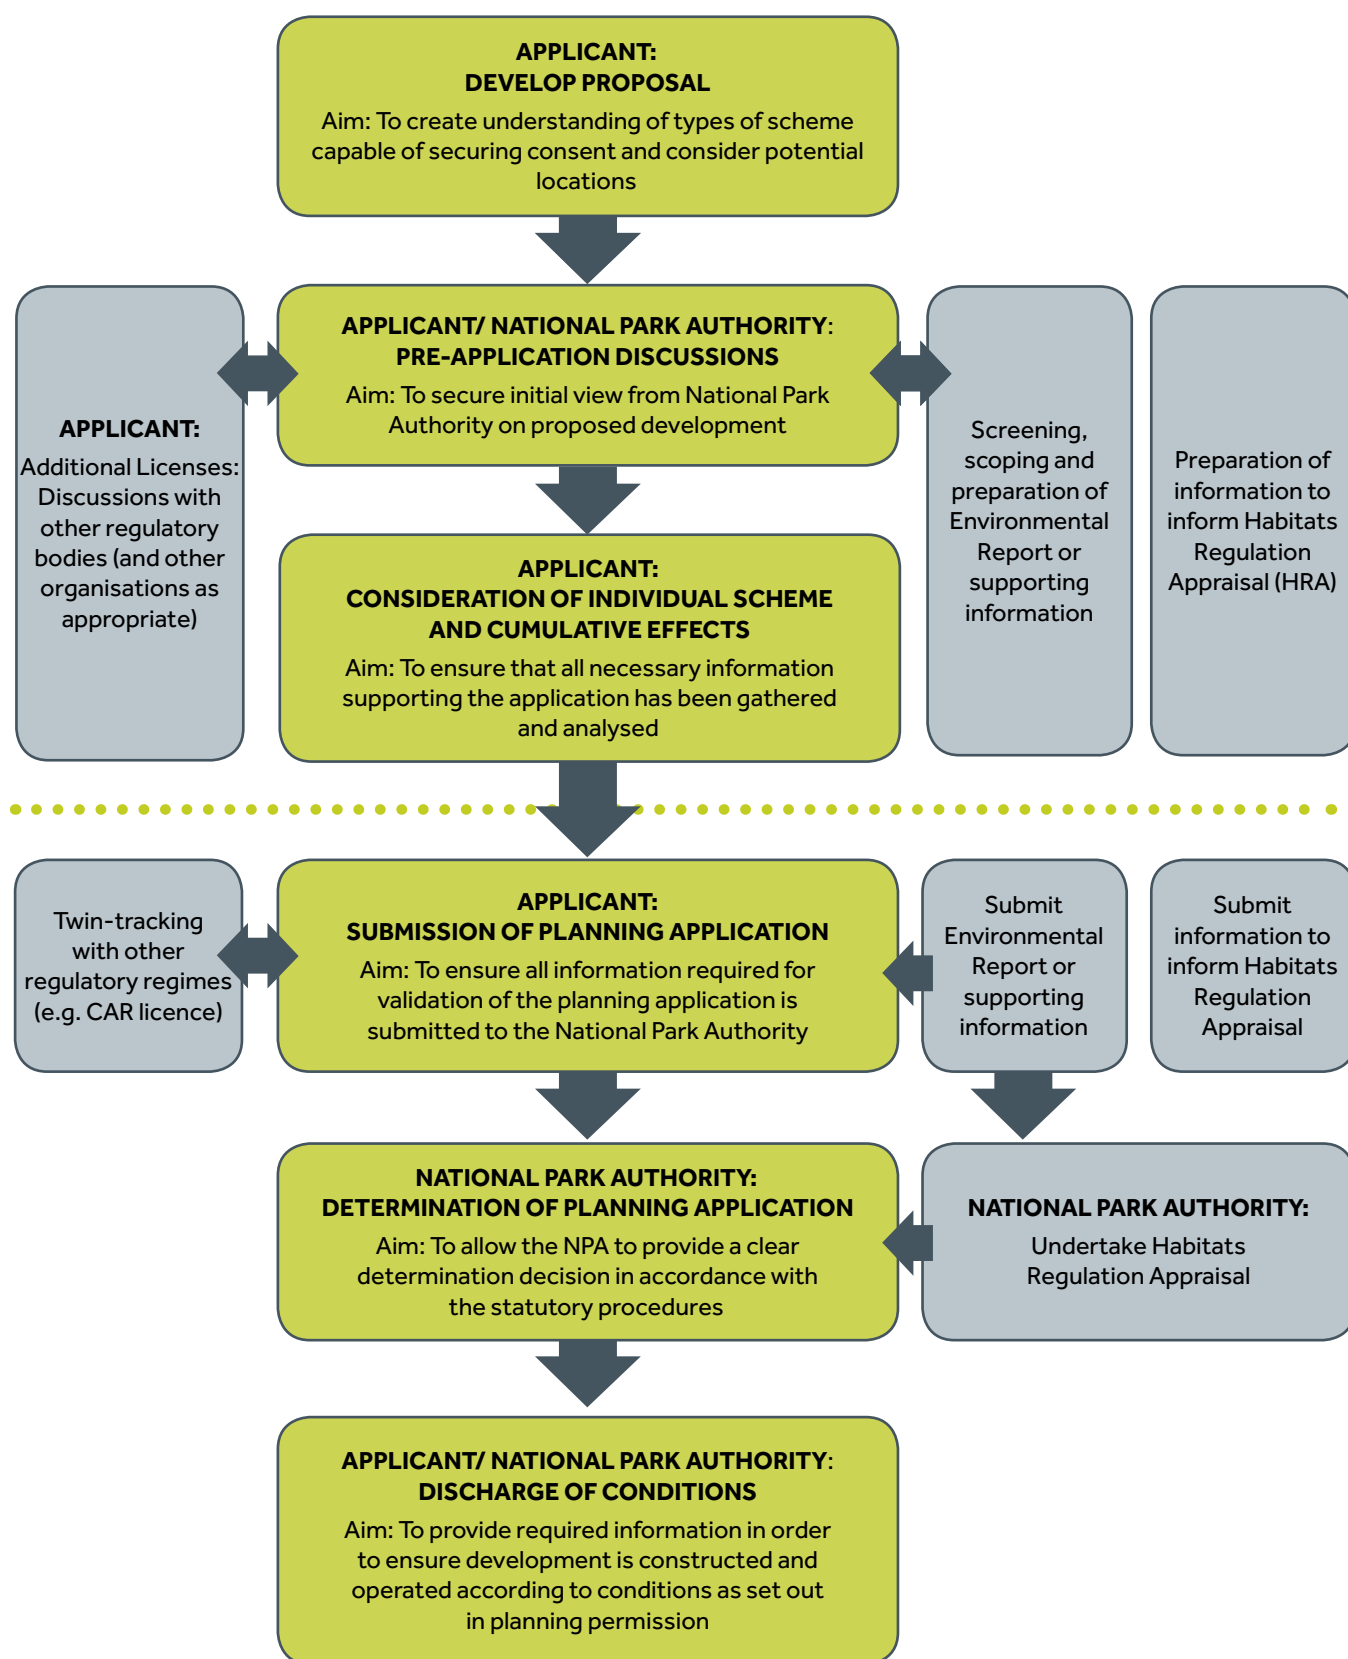 APPLICANT:
DEVELOP PROPOSAL
Aim: To create understanding of types of scheme
capable of securing consent and consider potential
locations
APPLICANT/ NATIONAL PARK AUTHORITY:
PRE-APPLICATION DISCUSSIONS
Aim: To secure initial view from National Park
Authority on proposed development
APPLICANT:
Additional Licenses:
Discussions with
other regulatory
bodies (and other
organisations as
appropriate)
Screening,
scoping and
preparation of
Environmental
Report or
supporting
information
Preparation of
information to
inform Habitats
Regulation
Appraisal (HRA)
APPLICANT:
CONSIDERATION OF INDIVIDUAL SCHEME
AND CUMULATIVE EFFECTS
Aim: To ensure that all necessary information
supporting the application has been gathered
and analysed
Twin-tracking
with other
regulatory regimes
(e.g. CAR licence)
APPLICANT:
SUBMISSION OF PLANNING APPLICATION
Aim: To ensure all information required for
validation of the planning application is
submitted to the National Park Authority
Submit
Environmental
Report or
supporting
information
Submit
information to
inform Habitats
Regulation
Appraisal
NATIONAL PARK AUTHORITY:
DETERMINATION OF PLANNING APPLICATION
Aim: To allow the NPA to provide a clear
determination decision in accordance with
the statutory procedures
NATIONAL PARK AUTHORITY:
Undertake Habitats
Regulation Appraisal
APPLICANT/ NATIONAL PARK AUTHORITY:
DISCHARGE OF CONDITIONS
Aim: To provide required information in order
to ensure development is constructed and
operated according to conditions as set out
in planning permission